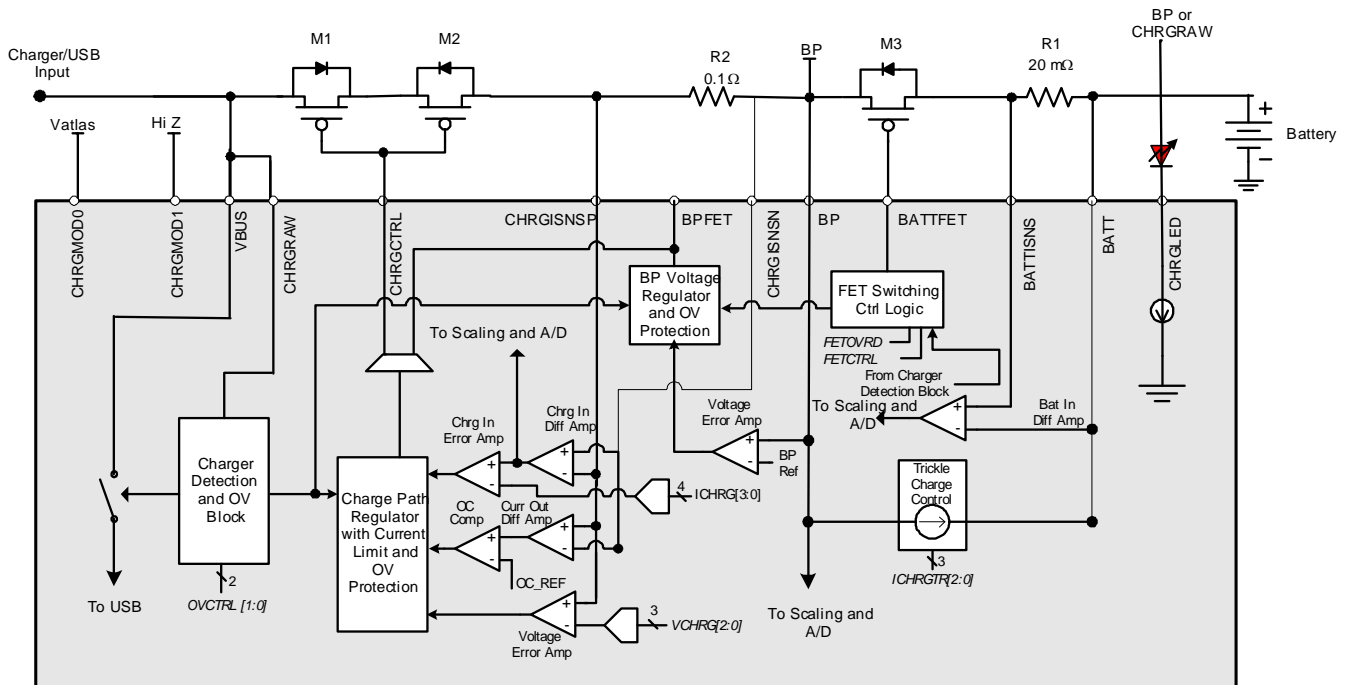 BP or
CHRGRAW
M1
M2
BP
M3
R1
20 mΩ
R2
0.1 Ω
Charger/USB
Input
Vatlas
Hi Z
+
−
Battery
CHRGMOD0
CHRGMOD1
VBUS
CHRGRAW
CHRGCTRL
CHRGISNSP
BPFET
CHRGISNSN
BP
BATTFET
BATTISNS
BATT
CHRGLED
BP Voltage
Regulator
and OV
Protection
FET Switching
Ctrl Logic
FETOVRD
FETCTRL
From Charger
Detection Block
To Scaling and A/D
To Scaling and
A/D
+
-
Bat In
Diff Amp
Voltage
Error Amp
+
-
BP
Ref
Chrg In
Error Amp
+
-
Chrg In
Diff Amp
+
-
4
ICHRG[3:0]
Charger
Detection
and OV
Block
Charge Path
Regulator
with Current
Limit and
OV
Protection
OC
Comp
+
-
Curr Out
Diff Amp
+
-
OC_REF
Trickle
Charge
Control
3
ICHRGTR[2:0]
2
OVCTRL [1:0]
To USB
+
-
Voltage
Error Amp
3
VCHRG[2:0]
To Scaling and
A/D